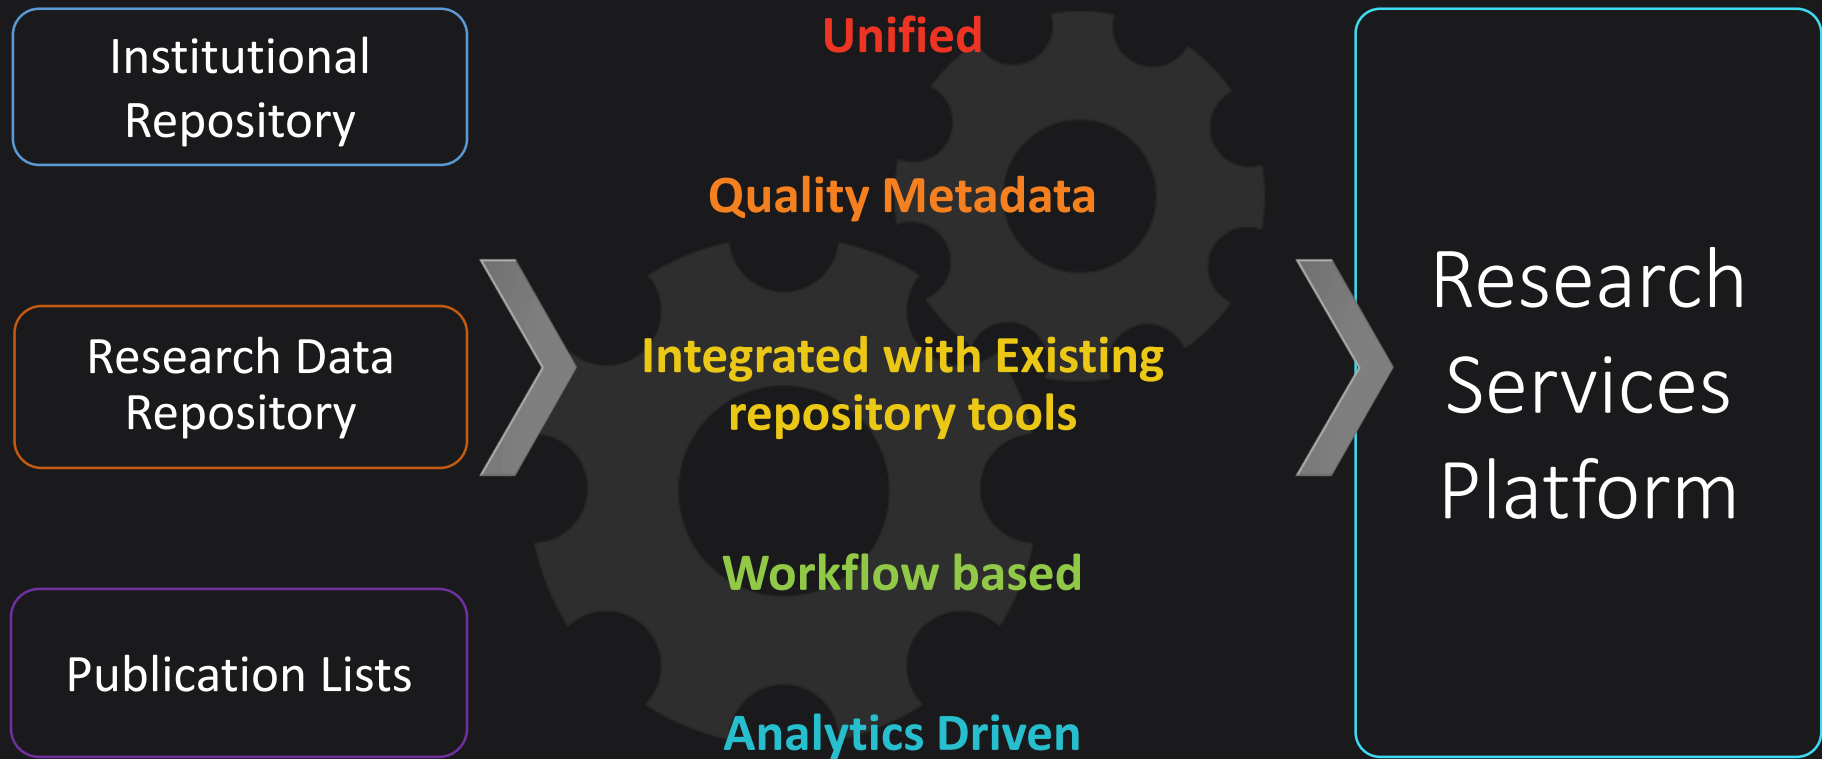 Institutional
Repository
Research Data
Repository
Publication Lists
Unified
Quality Metadata
Integrated with Existing
repository tools
Workflow based
Analytics Driven
Research
Services
Platform